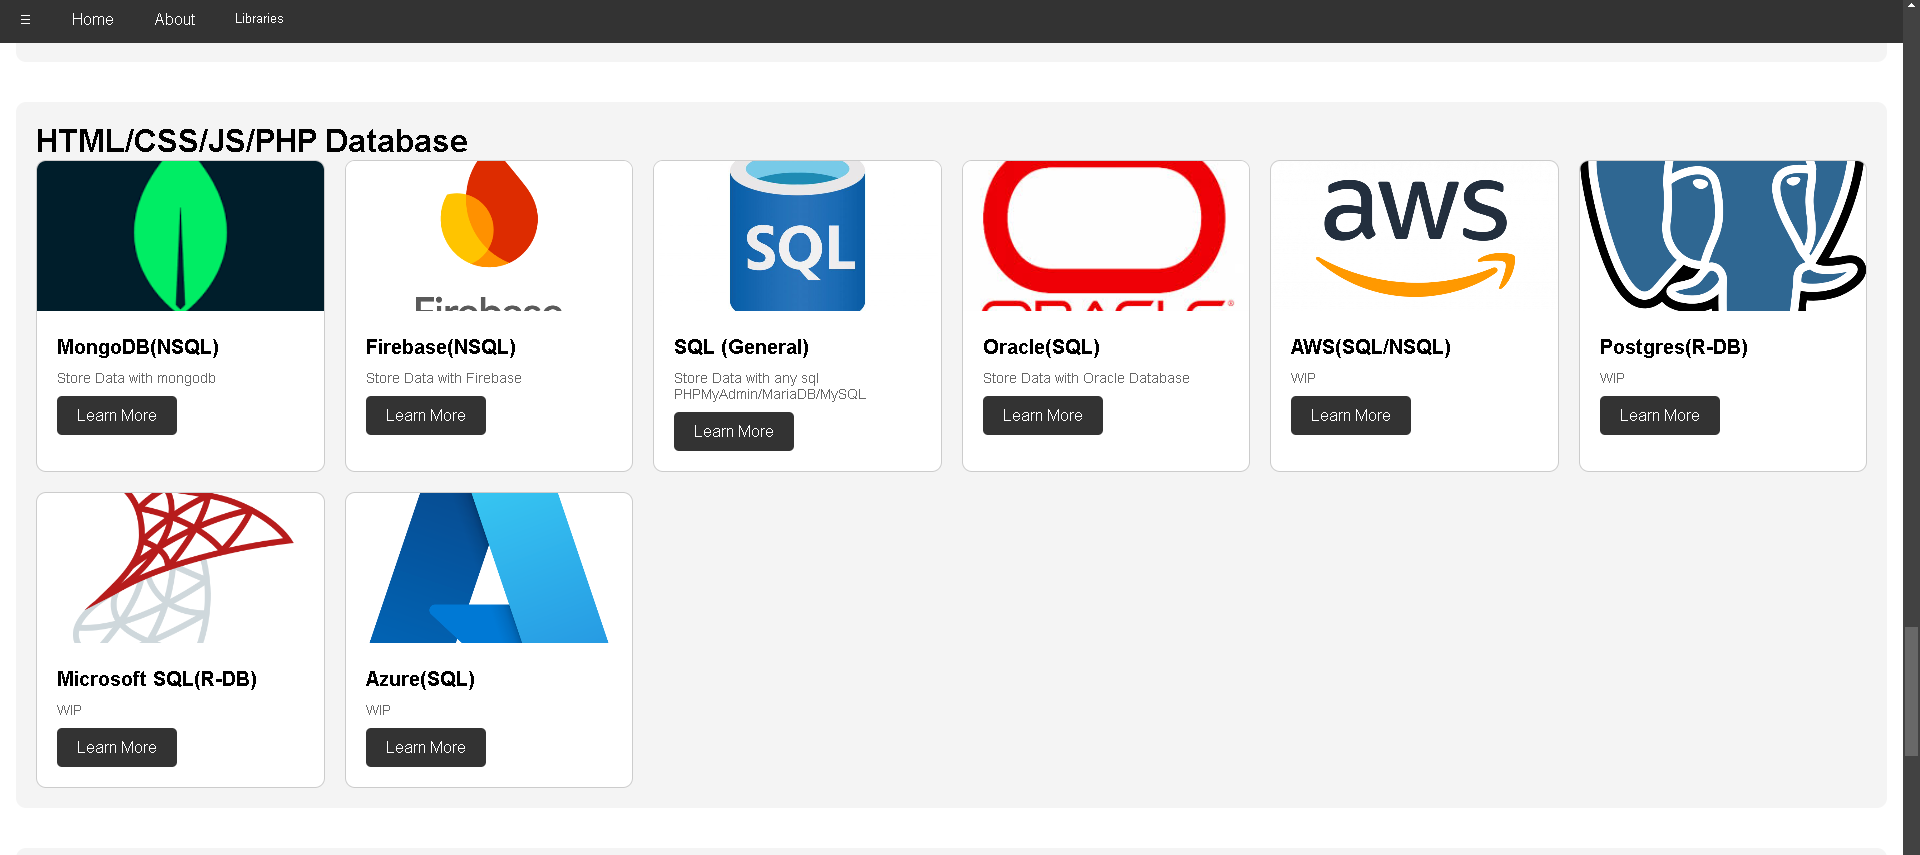 ☰ Home About Libraries
HTML/CSS/JS/PHP Database
Firebase
SQL
ORACLE®
aws
MongoDB(NSQL)
Store Data with mongodb
Learn More
Firebase(NSQL)
Store Data with Firebase
Learn More
SQL (General)
Store Data with any sql
PHPMyAdmin/MariaDB/MySQL
Learn More
Oracle(SQL)
Store Data with Oracle Database
Learn More
AWS(SQL/NSQL)
WIP
Learn More
Postgres(R-DB)
WIP
Learn More
Microsoft SQL(R-DB)
WIP
Learn More
Azure(SQL)
WIP
Learn More